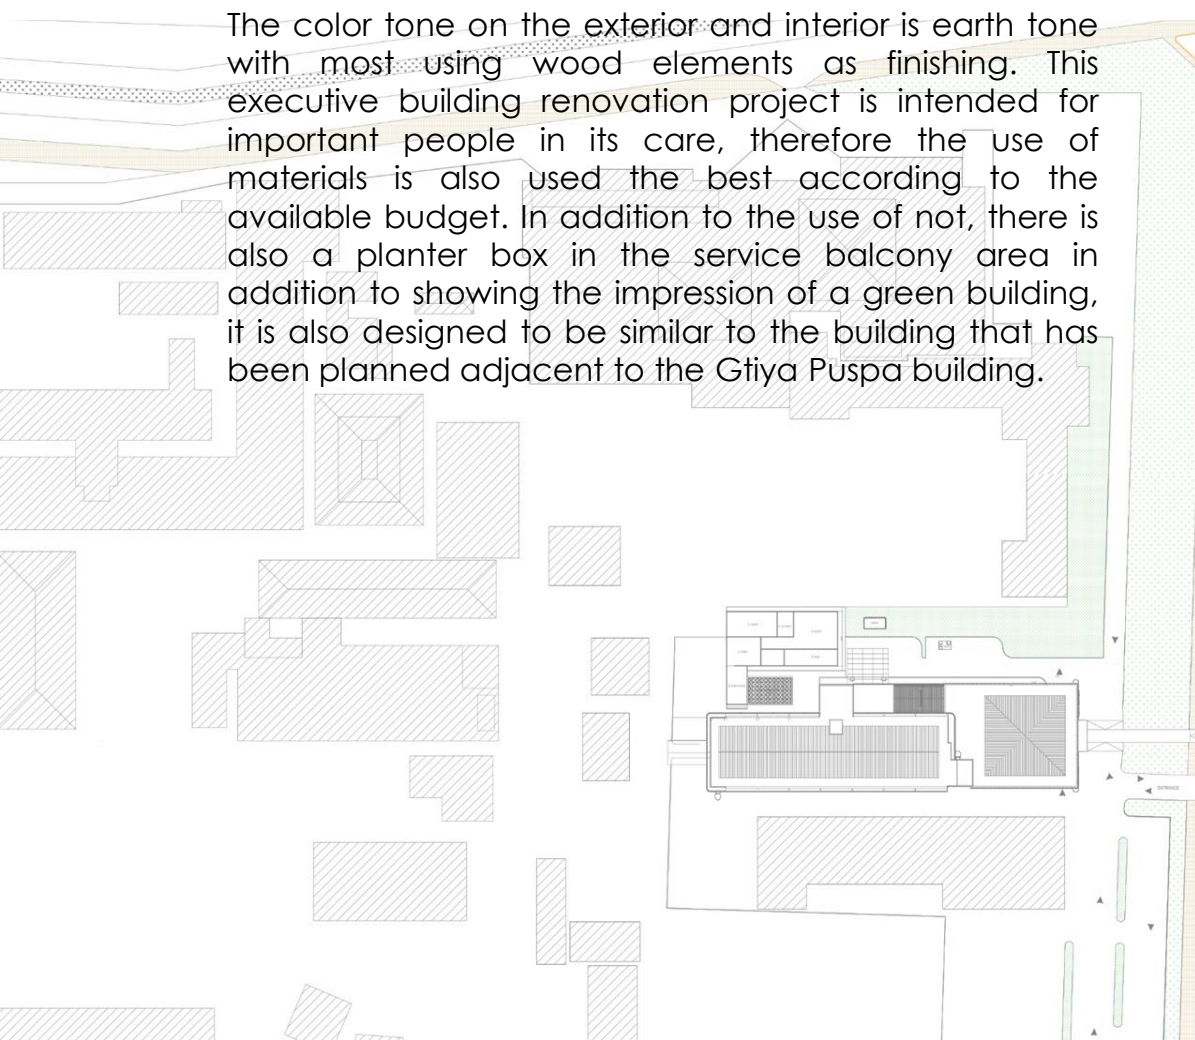 The color tone on the exterior and interior is earth tone
with most using wood elements as finishing. This
executive building renovation project is intended for
important people in its care, therefore the use of
materials is also used the best according to the
available budget. In addition to the use of not, there is
also a planter box in the service balcony area in
addition to showing the impression of a green building,
it is also designed to be similar to the building that has
been planned adjacent to the Gtiya Puspa building.
ENTRANCE